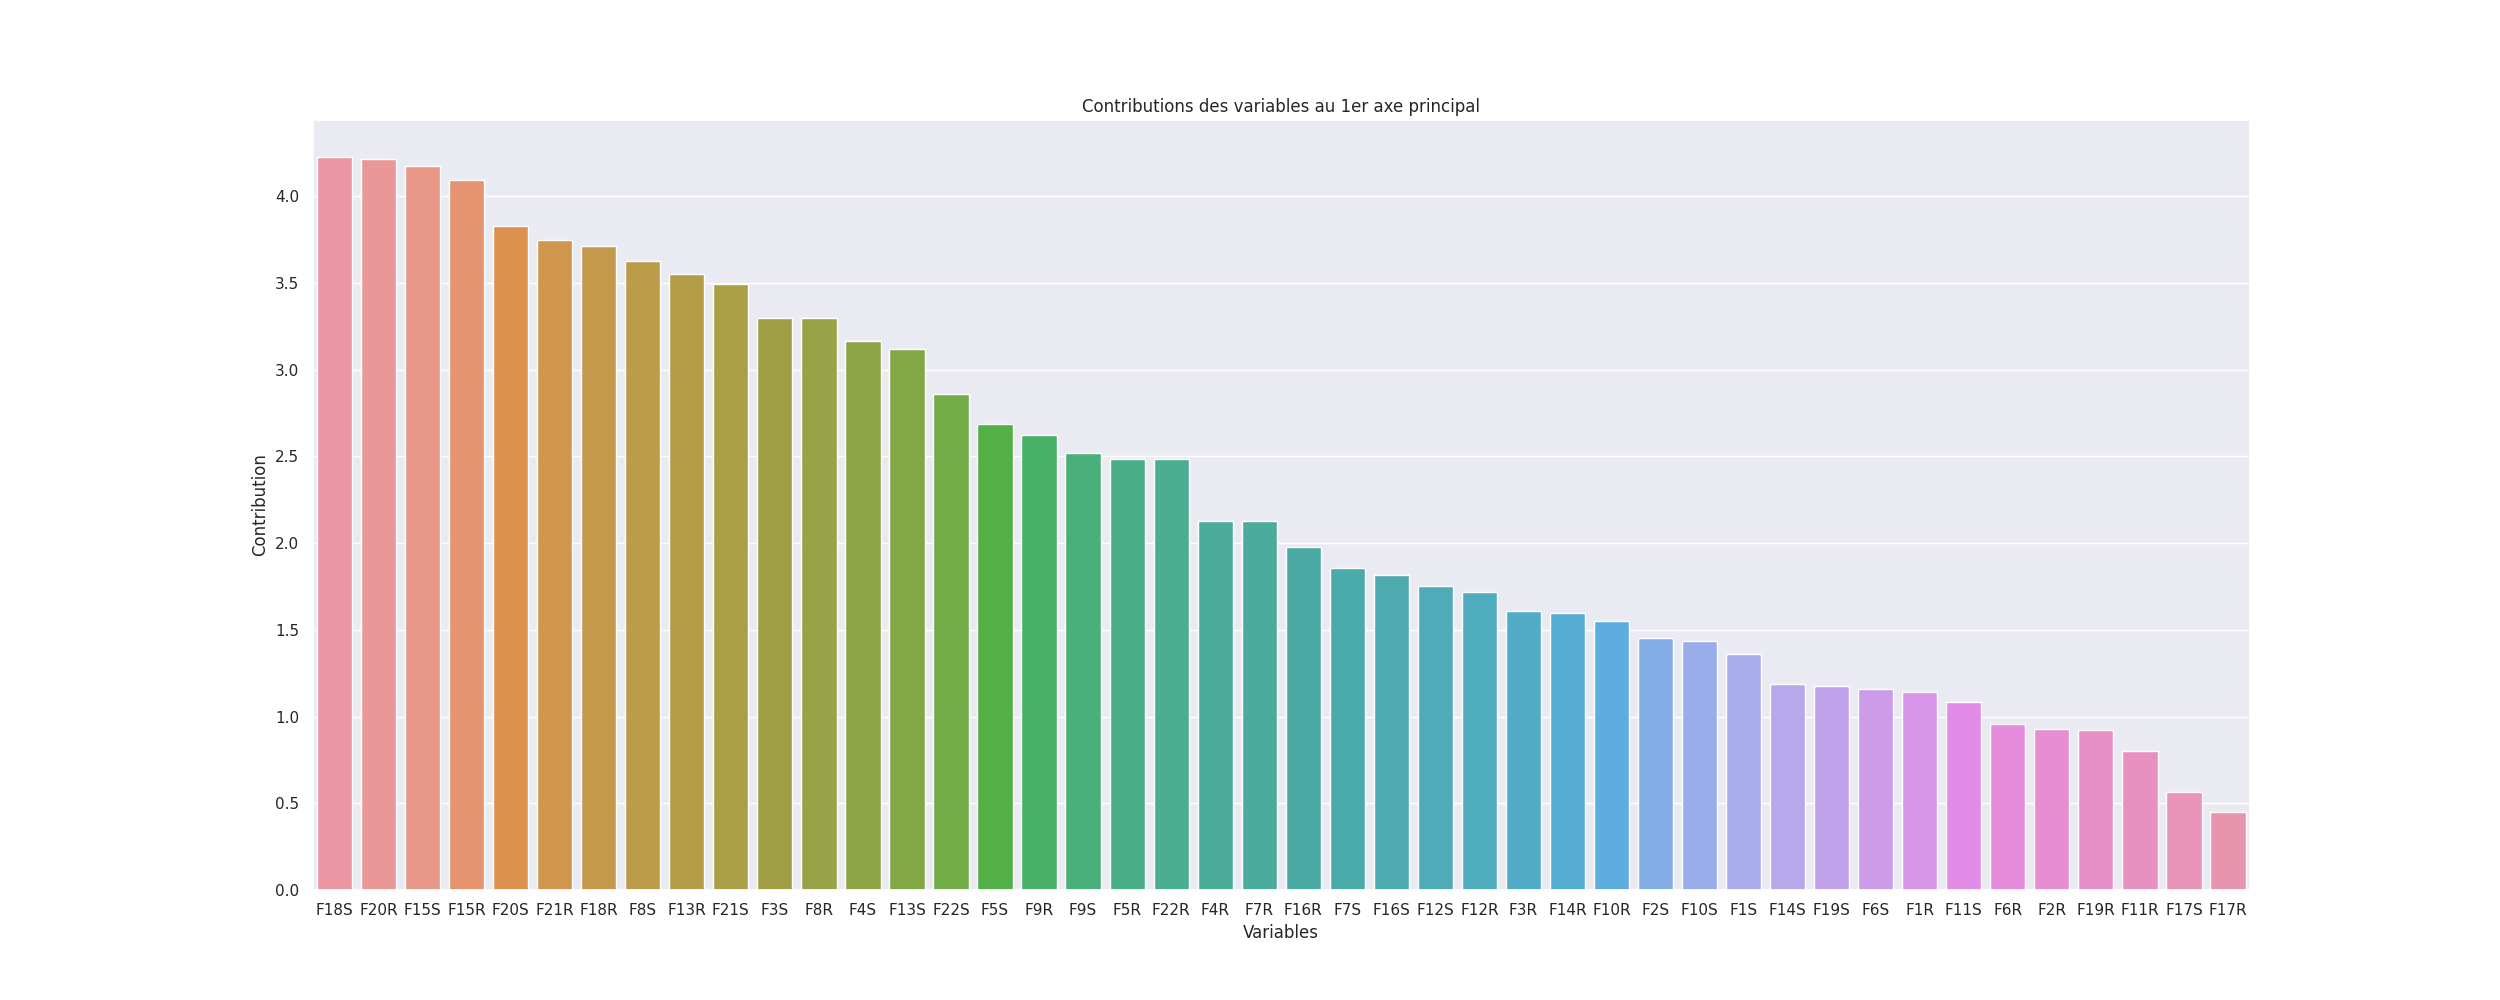 Contributions des variables au 1er axe principal
4.0
3.5
3.0
2.5
2.0
1.5
1.0
0.5
0.0
Contribution
F18S F20R F15S F15R F20S F21R F18R F8S F13R F21S F3S F8R F4S F13S F22S F5S F9R F9S F5R F22R F4R F7R F16R F7S F16S F12S F12R F3R F14R F10R F2S F10S F1S F14S F19S F6S F1R F11S F6R F2R F19R F11R F17S F17R
Variables